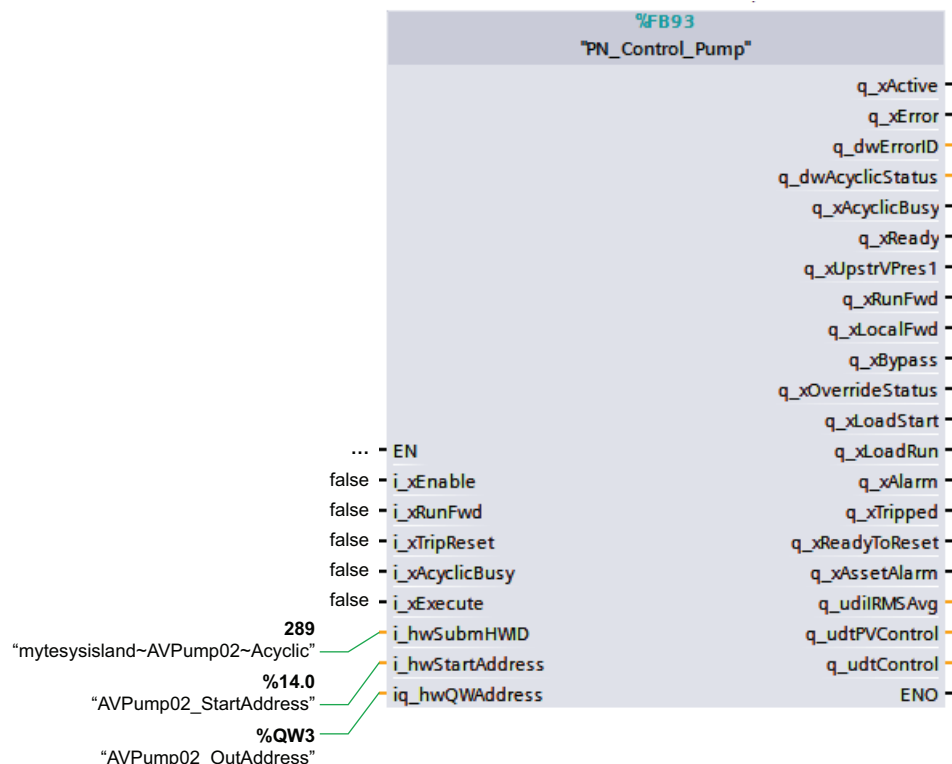 %FB93
"PN_Control_Pump"
q_xActive
q_xError
q_dwErrorID
q_dwAcyclicStatus
q_xAcyclicBusy
q_xReady
q_xUpstrVPres1
q_xRunFwd
q_xLocalFwd
q_xBypass
q_xOverrideStatus
q_xLoadStart
... EN q_xLoadRun
false i_xEnable q_xAlarm
false i_xRunFwd q_xTripped
false i_xTripReset q_xReadyToReset
false i_xAcyclicBusy q_xAssetAlarm
false i_xExecute q_udiIRMSAvg
289 i_hwSubmHWID q_udtPVControl
“mytesysisland~AVPump02~Acyclic”
i_hwStartAddress q_udtControl
%14.0
“AVPump02_StartAddress”
iq_hwQWAddress ENO
%QW3
“AVPump02_OutAddress”